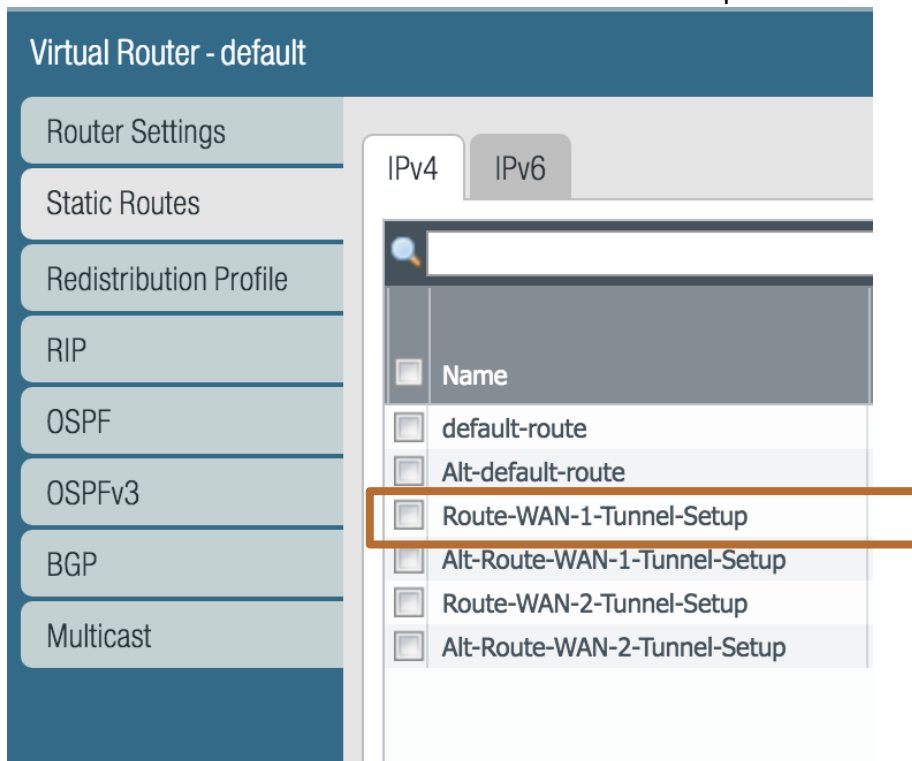 Virtual Router - default
Router Settings
Static Routes
Redistribution Profile
RIP
OSPF
OSPFv3
BGP
Multicast
IPv4 IPv6
Name
default-route
Alt-default-route
Route-WAN-1-Tunnel-Setup
Alt-Route-WAN-1-Tunnel-Setup
Route-WAN-2-Tunnel-Setup
Alt-Route-WAN-2-Tunnel-Setup